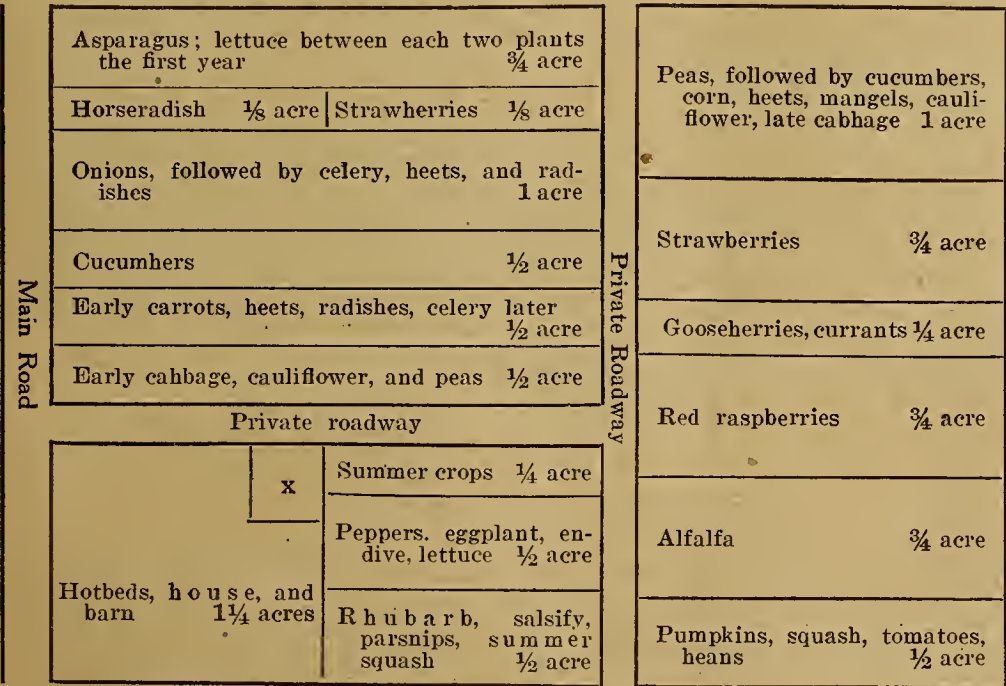 Asparagus; lettuce between each two plants
the first year ¾ acre
Horseradish ⅛ acre
Strawherries ⅛ acre
Onions, followed by celery, heets, and rad-
ishes 1 acre
Cucumhers ½ acre
Early carrots, heets, radishes, celery later
½ acre
Early cahbage, cauliflower, and peas ½ acre
Main Road
Private roadway
x
Hotbeds, house, and
barn 1¼ acres
Summer crops ¼ acre
Peppers. eggplant, en-
dive, lettuce ½ acre
Rhubarb, salsify,
parsnips, summer
squash ½ acre
Private Roadway
Peas, followed by cucumbers,
corn, heets, mangels, cauli-
flower, late cabhage 1 acre
Strawberries ¾ acre
Gooseherries, currants ¼ acre
Red raspberries ¾ acre
Alfalfa ¾ acre
Pumpkins, squash, tomatoes,
heans ½ acre